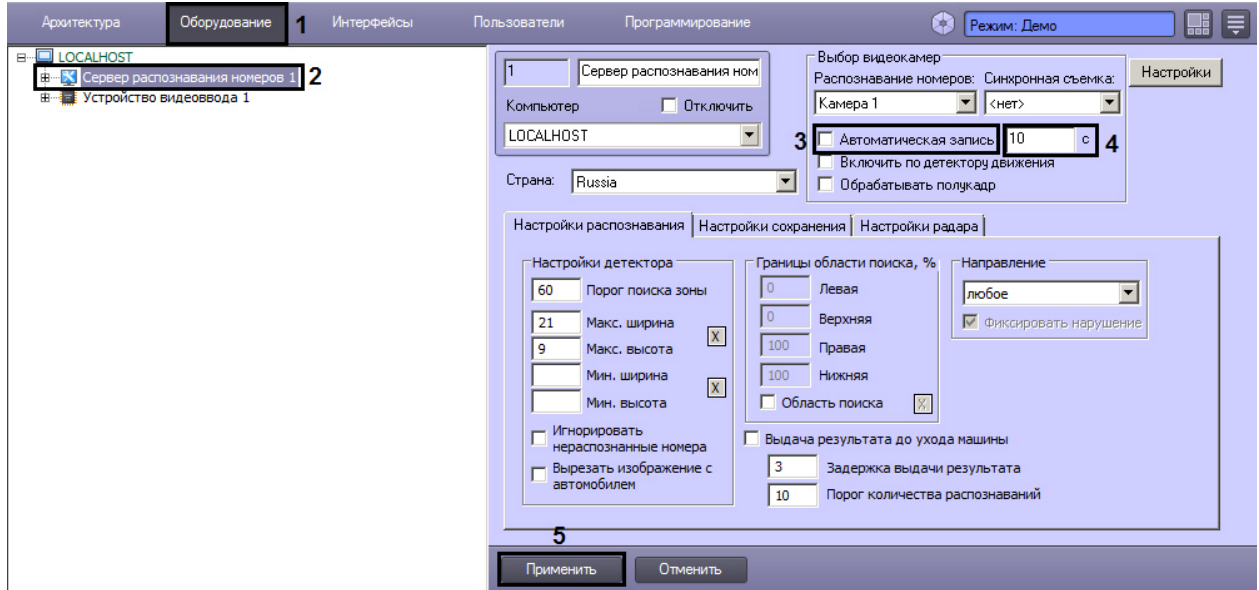 Архитектура Оборудование 1 Интерфейсы Пользователи Программирование Режим: Демо
LOCALHOST
Сервер распознавания номеров 1 2
Устройство видеоввода 1
1 Сервер распознавания ном
Компьютер Отключить
LOCALHOST
Страна: Russia
Выбор видеокамер
Распознавание номеров: Синхронная съемка:
Камера 1 <нет>
3 Автоматическая запись 10 с 4
Включить по детектору движения
Обрабатывать полукадр
Настройки
Настройки распознавания Настройки сохранения Настройки радара
Настройки детектора
60 Порог поиска зоны
21 Макс. ширина
X
9 Макс. высота
Мин. ширина
X
Мин. высота
Игнорировать
нераспознанные номера
Вырезать изображение с
автомобилем
Границы области поиска, %
0 Левая
0 Верхняя
100 Правая
100 Нижняя
Область поиска X
Направление
любое
Фиксировать нарушение
Выдача результата до ухода машины
3 Задержка выдачи результата
10 Порог количества распознаваний
5
Применить Отменить